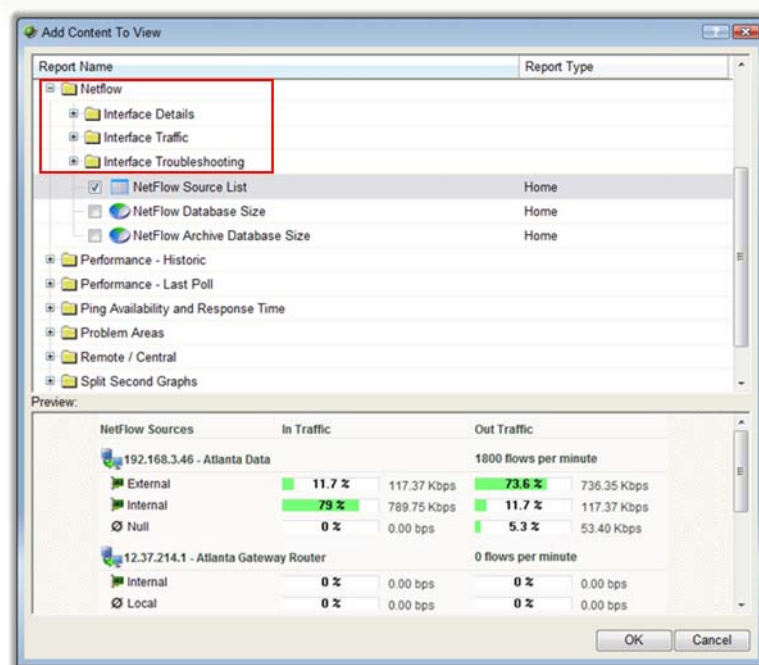 Add Content To View
Report Name Report Type
Netflow
Interface Details
Interface Traffic
Interface Troubleshooting
NetFlow Source List Home
NetFlow Database Size Home
NetFlow Archive Database Size Home
Performance - Historic
Performance - Last Poll
Ping Availability and Response Time
Problem Areas
Remote / Central
Split Second Graphs
Preview:
NetFlow Sources In Traffic Out Traffic
192.168.3.46 - Atlanta Data 1800 flows per minute
External 11.7 % 117.37 Kbps 73.6 % 736.35 Kbps
Internal 79 % 789.75 Kbps 11.7 % 117.37 Kbps
Null 0 % 0.00 bps 5.3 % 53.40 Kbps
12.37.214.1 - Atlanta Gateway Router 0 flows per minute
Internal 0 % 0.00 bps 0 % 0.00 bps
Local 0 % 0.00 bps 0 % 0.00 bps
OK Cancel